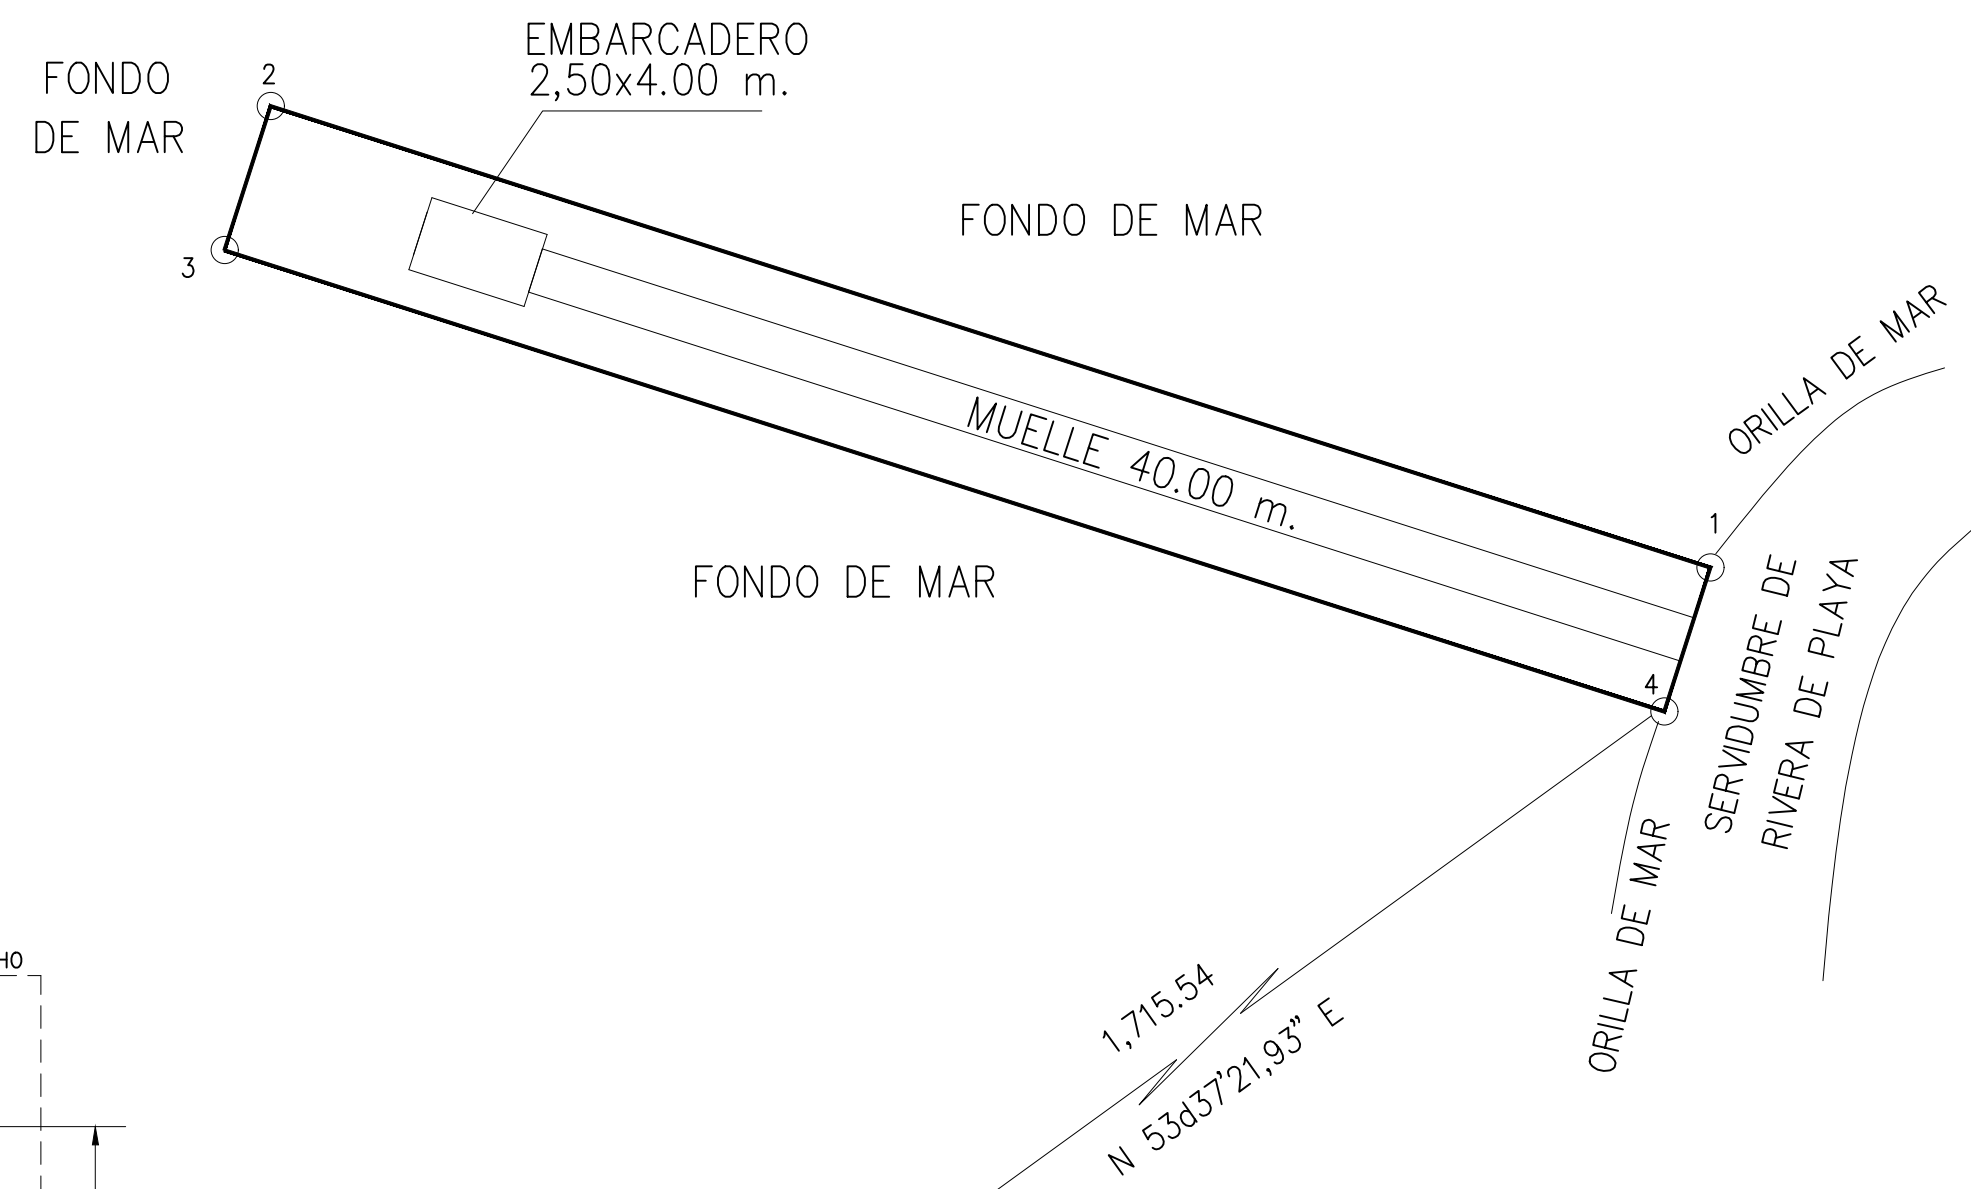 EMBARCADERO
2,50x4.00 m.
FONDO
DE MAR
2
3
FONDO DE MAR
ORILLA DE MAR
MUELLE 40.00 m.
1
FONDO DE MAR
SERVIDUMBRE DE
RIVERA DE PLAYA
4
ORILLA DE MAR
1,715.54
N 53d37'21,93" E